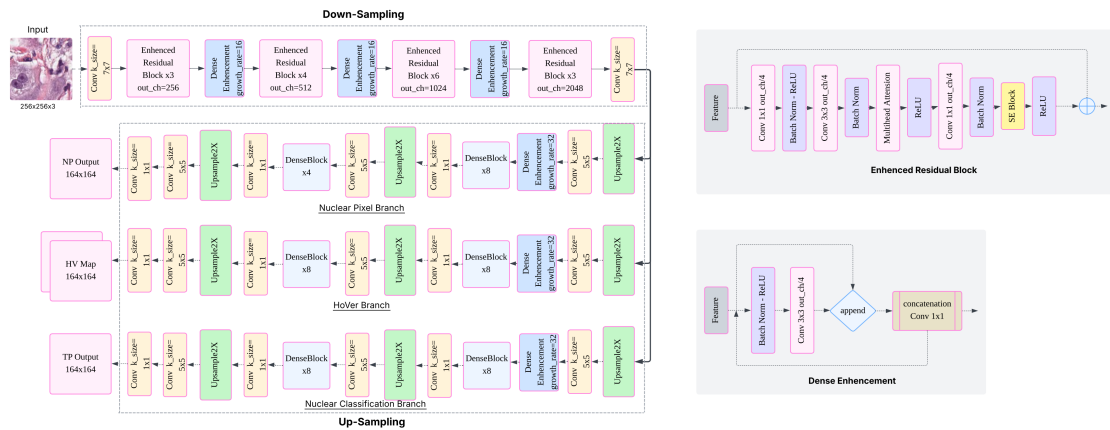 Down-Sampling
Input
256x256x3
Conv k_size=
7x7
Enhenced
Residual
Block x3
out_ch=256
Dense
Enhencement
growth_rate=16
Enhenced
Residual
Block x4
out_ch=512
Dense
Enhencement
growth_rate=16
Enhenced
Residual
Block x6
out_ch=1024
Dense
Enhencement
growth_rate=16
Enhenced
Residual
Block x3
out_ch=2048
Conv k_size=
7x7
NP Output
164x164
Conv k_size=
1x1
Conv k_size=
5x5
Upsample2X
Conv k_size=
1x1
DenseBlock
x4
Conv k_size=
5x5
Upsample2X
Conv k_size=
1x1
DenseBlock
x8
Dense
Enhencement
growth_rate=32
Conv k_size=
5x5
Upsample2X
Nuclear Pixel Branch
HV Map
164x164
Conv k_size=
1x1
Conv k_size=
5x5
Upsample2X
Conv k_size=
1x1
DenseBlock
x8
Conv k_size=
5x5
Upsample2X
Conv k_size=
1x1
DenseBlock
x8
Dense
Enhencement
growth_rate=32
Conv k_size=
5x5
Upsample2X
HoVer Branch
TP Output
164x164
Conv k_size=
1x1
Conv k_size=
5x5
Upsample2X
Conv k_size=
1x1
DenseBlock
x8
Conv k_size=
5x5
Upsample2X
Conv k_size=
1x1
DenseBlock
x8
Dense
Enhencement
growth_rate=32
Conv k_size=
5x5
Upsample2X
Nuclear Classification Branch
Up-Sampling
Feature
Conv 1x1 out_ch/4
Batch Norm - ReLU
Conv 3x3 out_ch/4
Batch Norm
Multihead Attension
ReLU
Conv 1x1 out_ch/4
Batch Norm
SE Block
ReLU
Enhanced Residual Block
Feature
Batch Norm - ReLU
Conv 3x3 out_ch/4
append
concatenation
Conv 1x1
Dense Enhencement